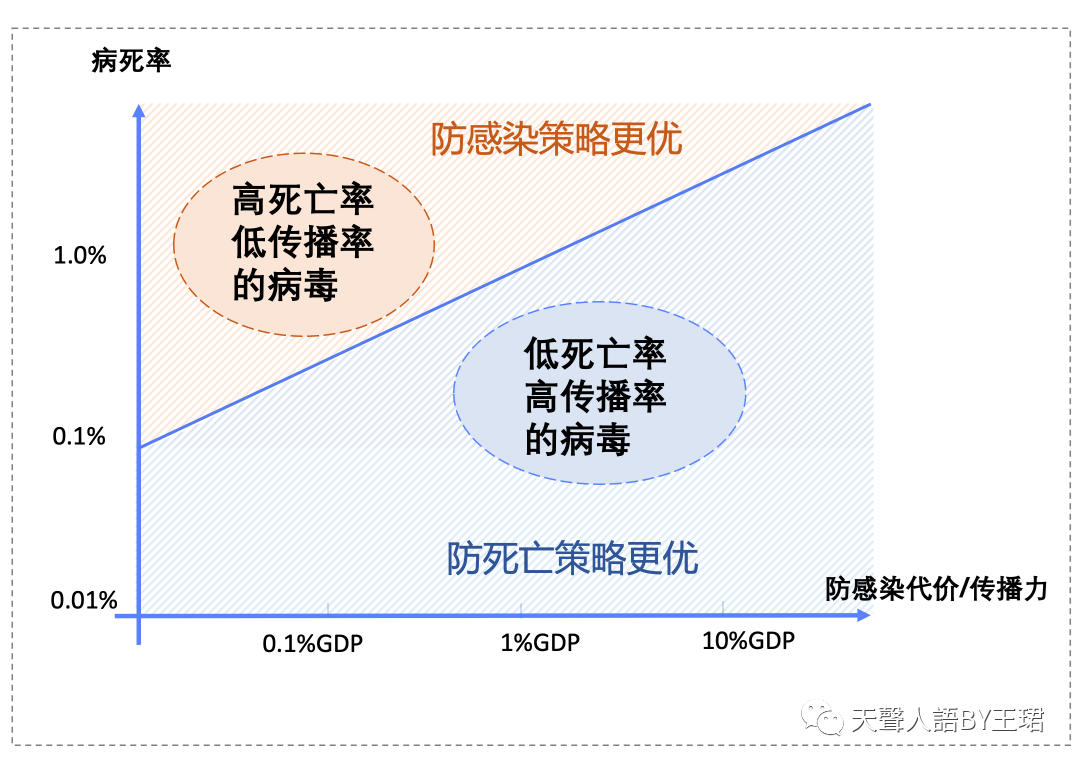 病死率
防感染策略更优
高死亡率
低传播率
的病毒
1.0%
低死亡率
高传播率
的病毒
0.1%
防死亡策略更优
防感染代价/传播力
0.01%
0.1%GDP
1%GDP
10%GDP
天聲人語BY王珺